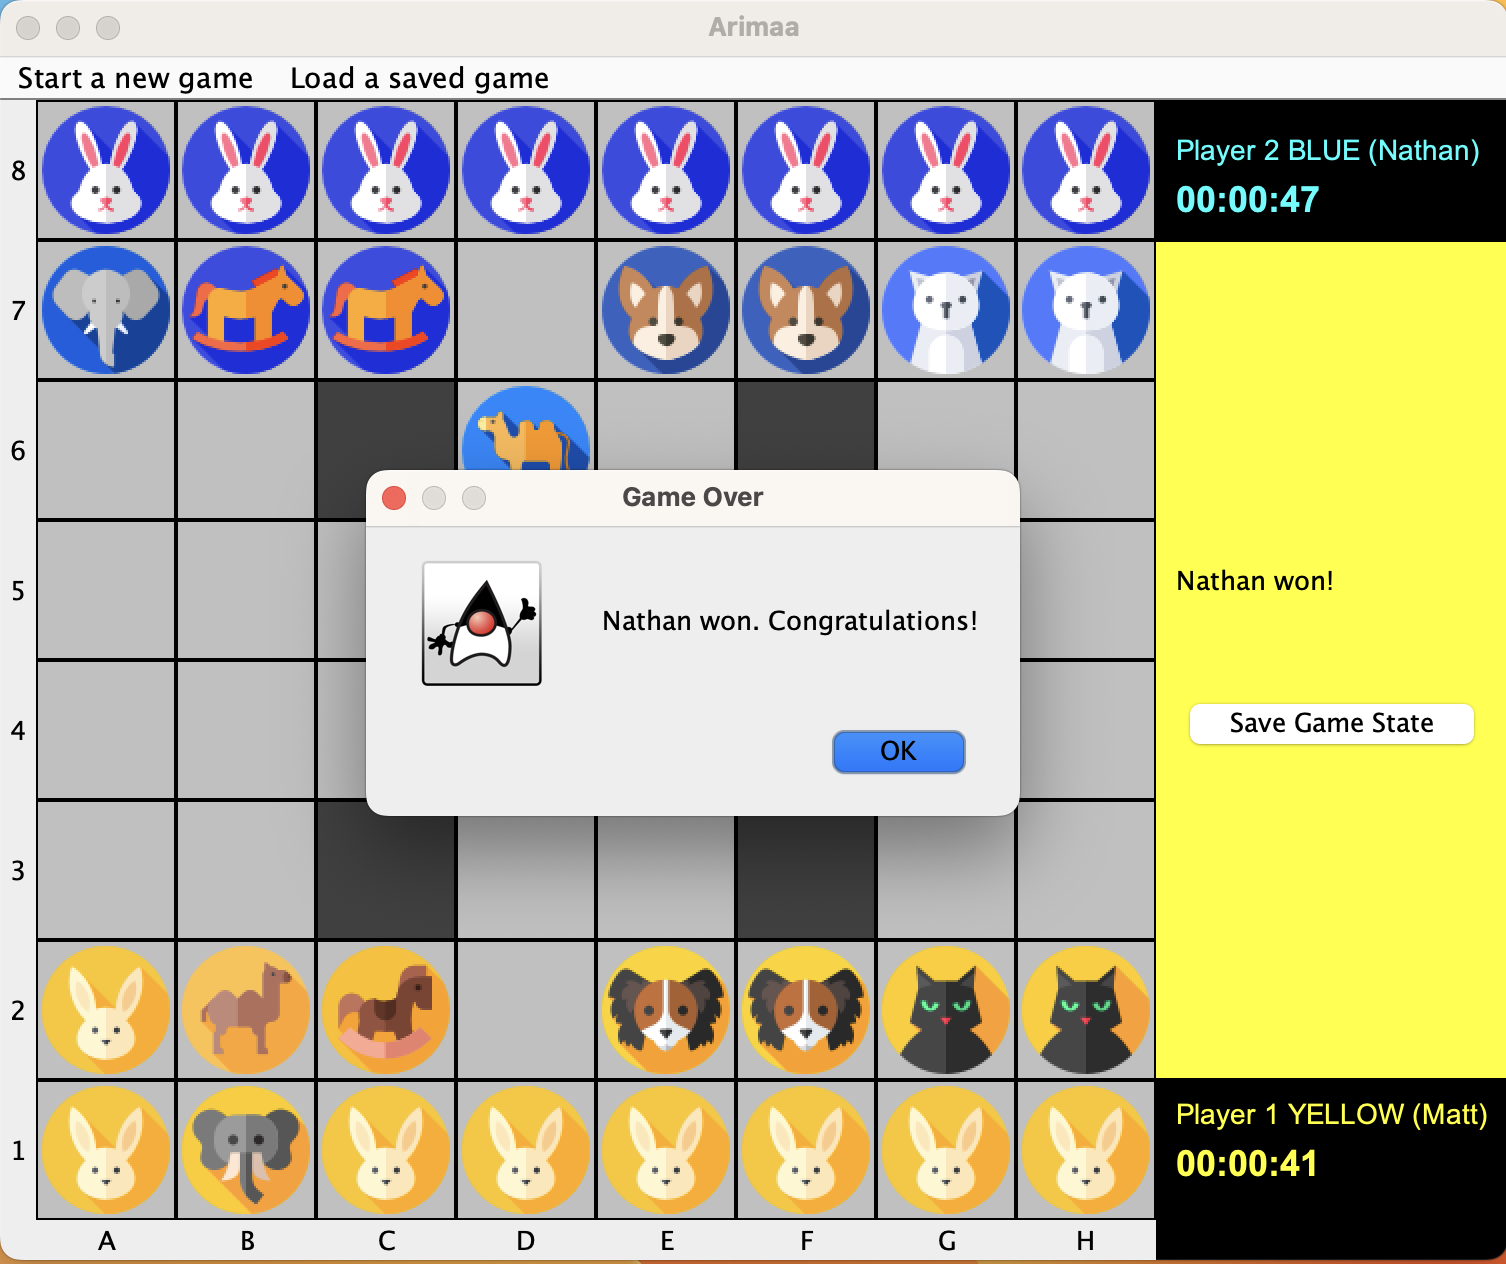 Arimaa
Start a new game Load a saved game
8
Player 2 BLUE (Nathan)
00:00:47
7
6
Game Over
5
Nathan won!
Nathan won. Congratulations!
4
Save Game State
OK
3
2
1
Player 1 YELLOW (Matt)
00:00:41
A B C D E F G H